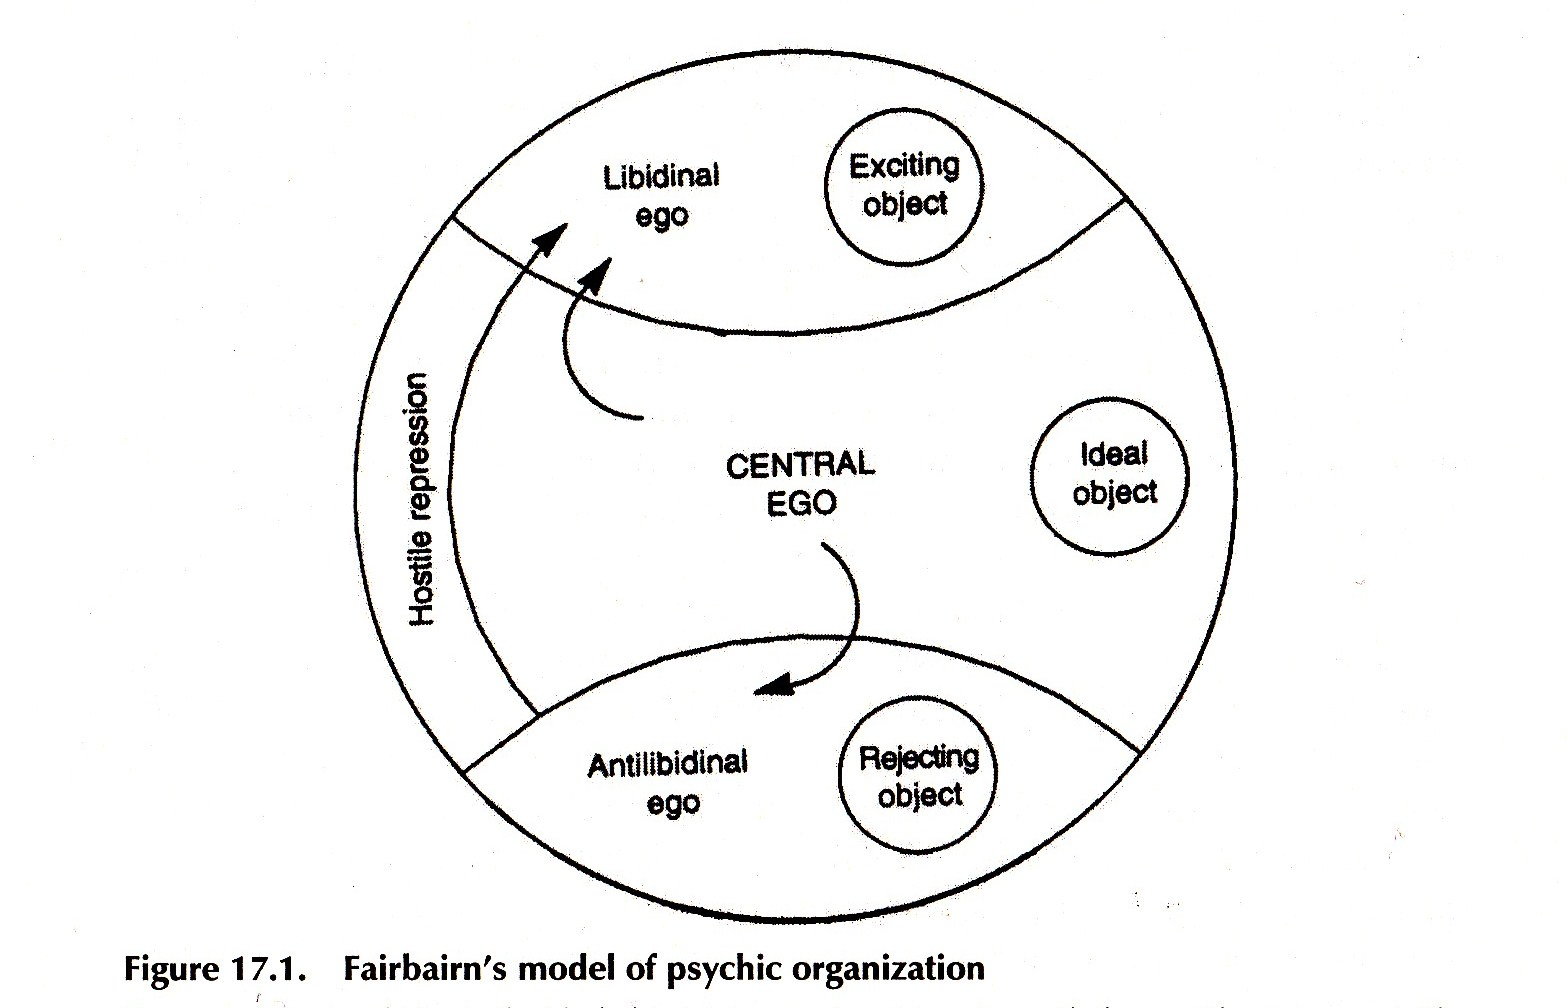 Libidinal
ego
Exciting
object
Hostile repression
CENTRAL
EGO
Ideal
object
Antilibidinal
ego
Rejecting
object
Figure 17.1. Fairbairn's model of psychic organization